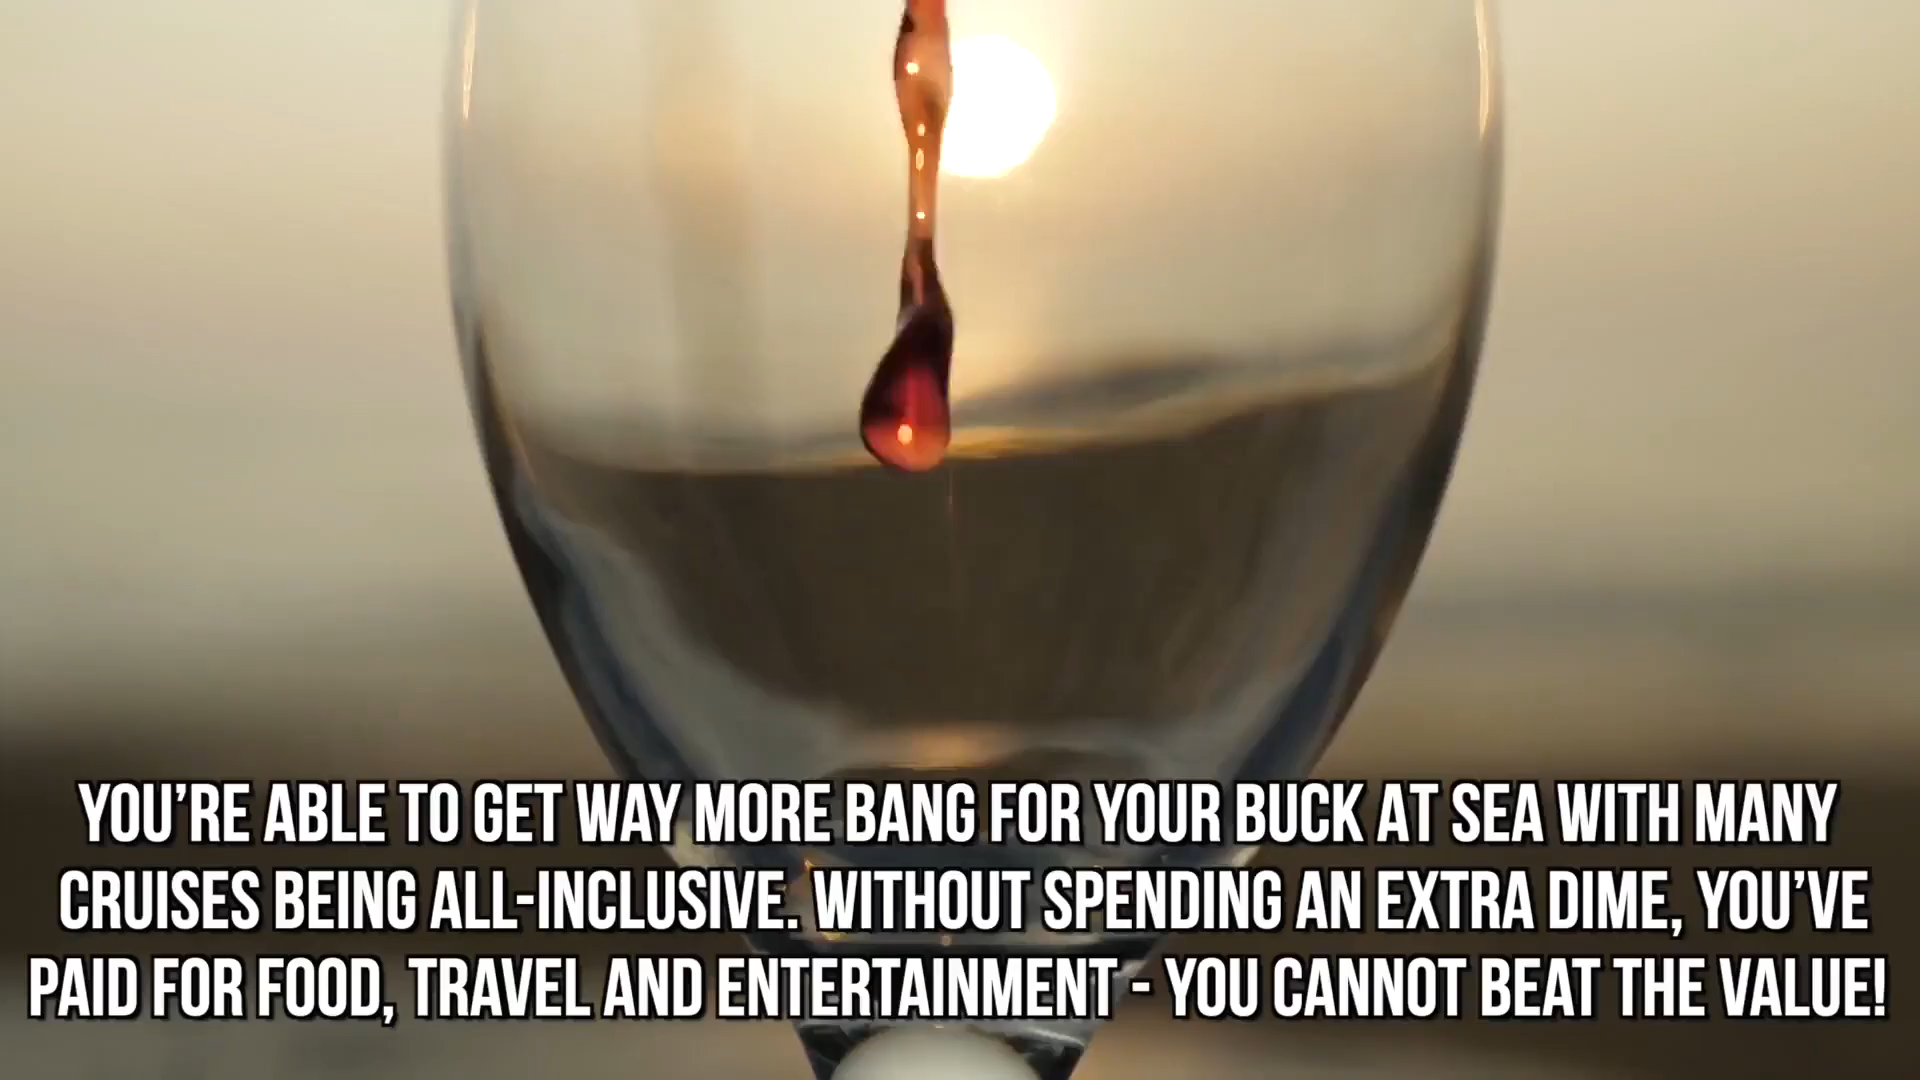 YOU'RE ABLE TO GET WAY MORE BANG FOR YOUR BUCK AT SEA WITH MANY
CRUISES BEING ALL-INCLUSIVE. WITHOUT SPENDING AN EXTRA DIME, YOU'VE
PAID FOR FOOD, TRAVEL AND ENTERTAINMENT - YOU CANNOT BEAT THE VALUE!